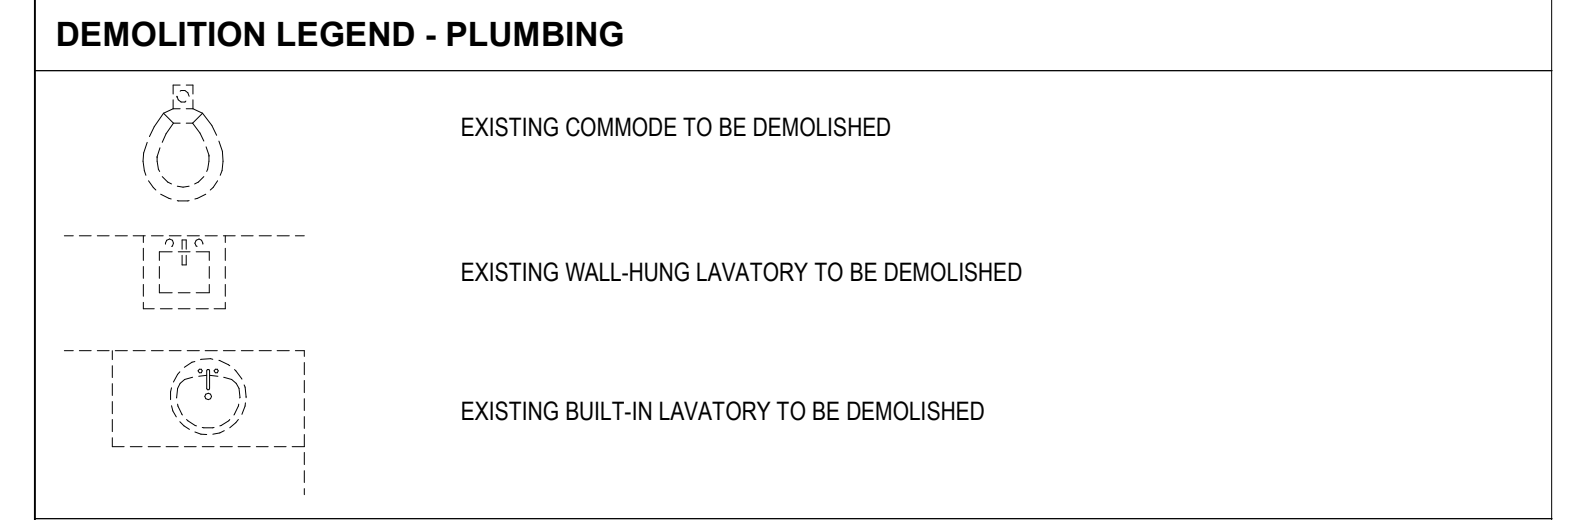 DEMOLITION LEGEND - PLUMBING
EXISTING COMMODE TO BE DEMOLISHED
EXISTING WALL-HUNG LAVATORY TO BE DEMOLISHED
EXISTING BUILT-IN LAVATORY TO BE DEMOLISHED